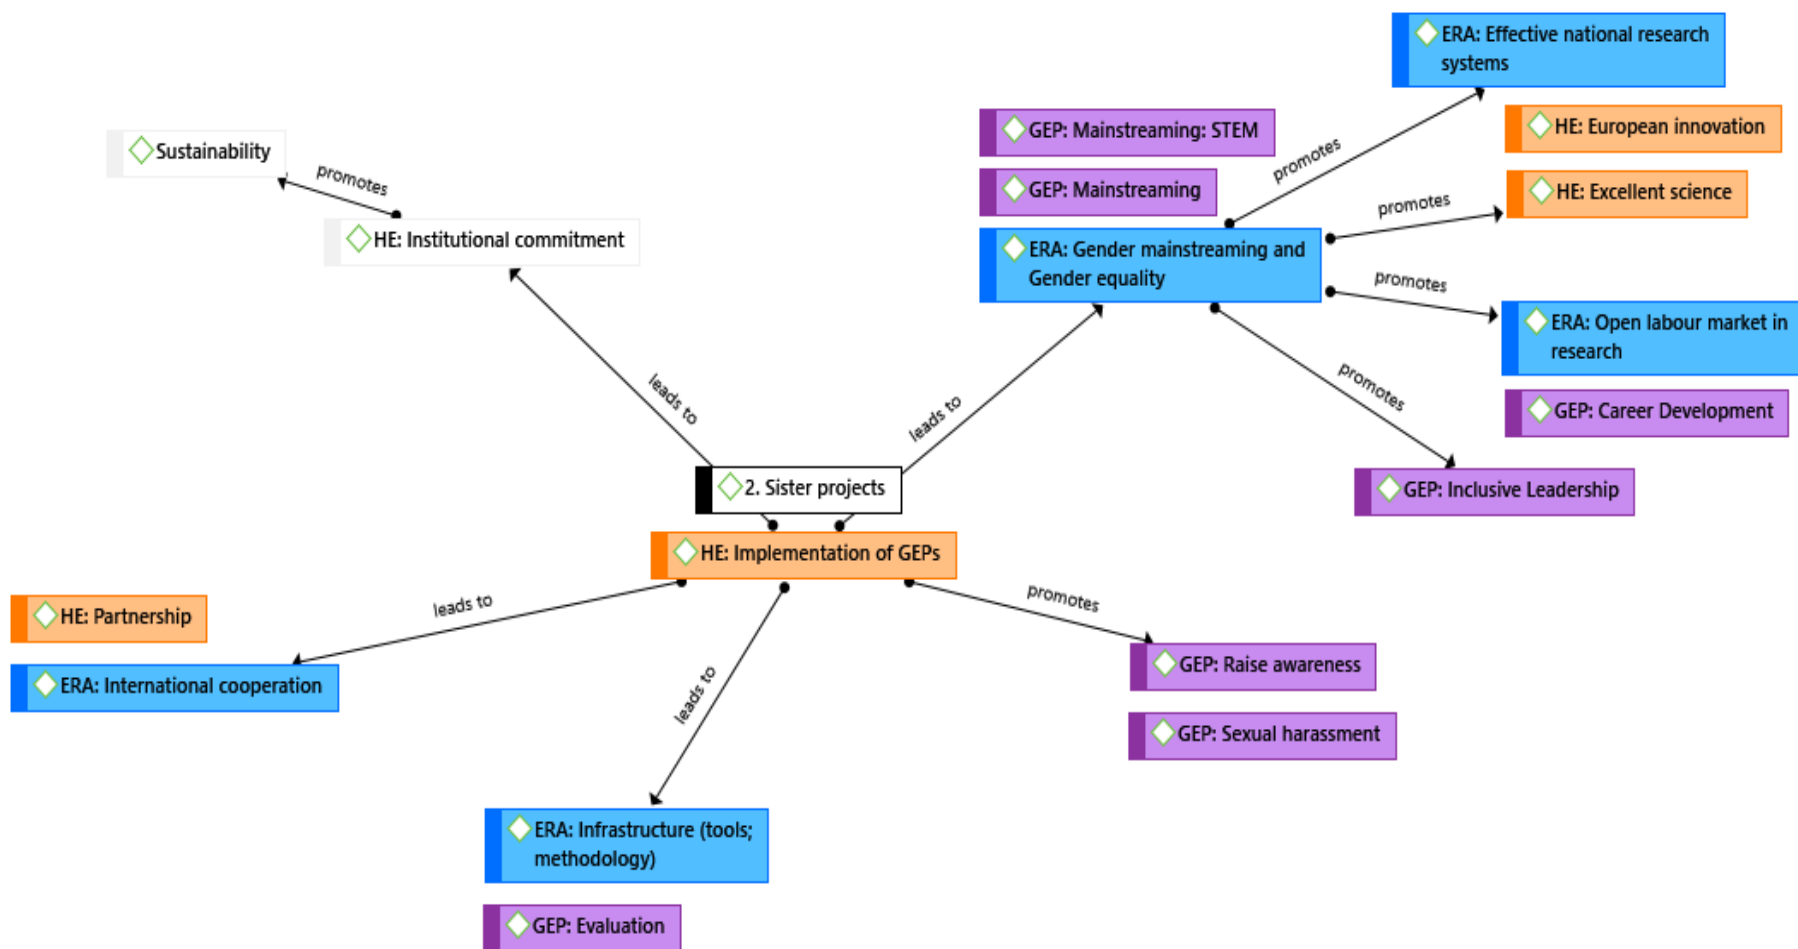 ERA: Effective national research
systems
GEP: Mainstreaming: STEM
HE: European innovation
Sustainability
promotes
promotes
GEP: Mainstreaming
HE: Excellent science
promotes
HE: Institutional commitment
ERA: Gender mainstreaming and
Gender equality
promotes
ERA: Open labour market in
research
promotes
leads to
leads to
GEP: Career Development
2. Sister projects
GEP: Inclusive Leadership
HE: Implementation of GEPs
HE: Partnership
leads to
promotes
ERA: International cooperation
GEP: Raise awareness
leads to
GEP: Sexual harassment
ERA: Infrastructure (tools;
methodology)
GEP: Evaluation